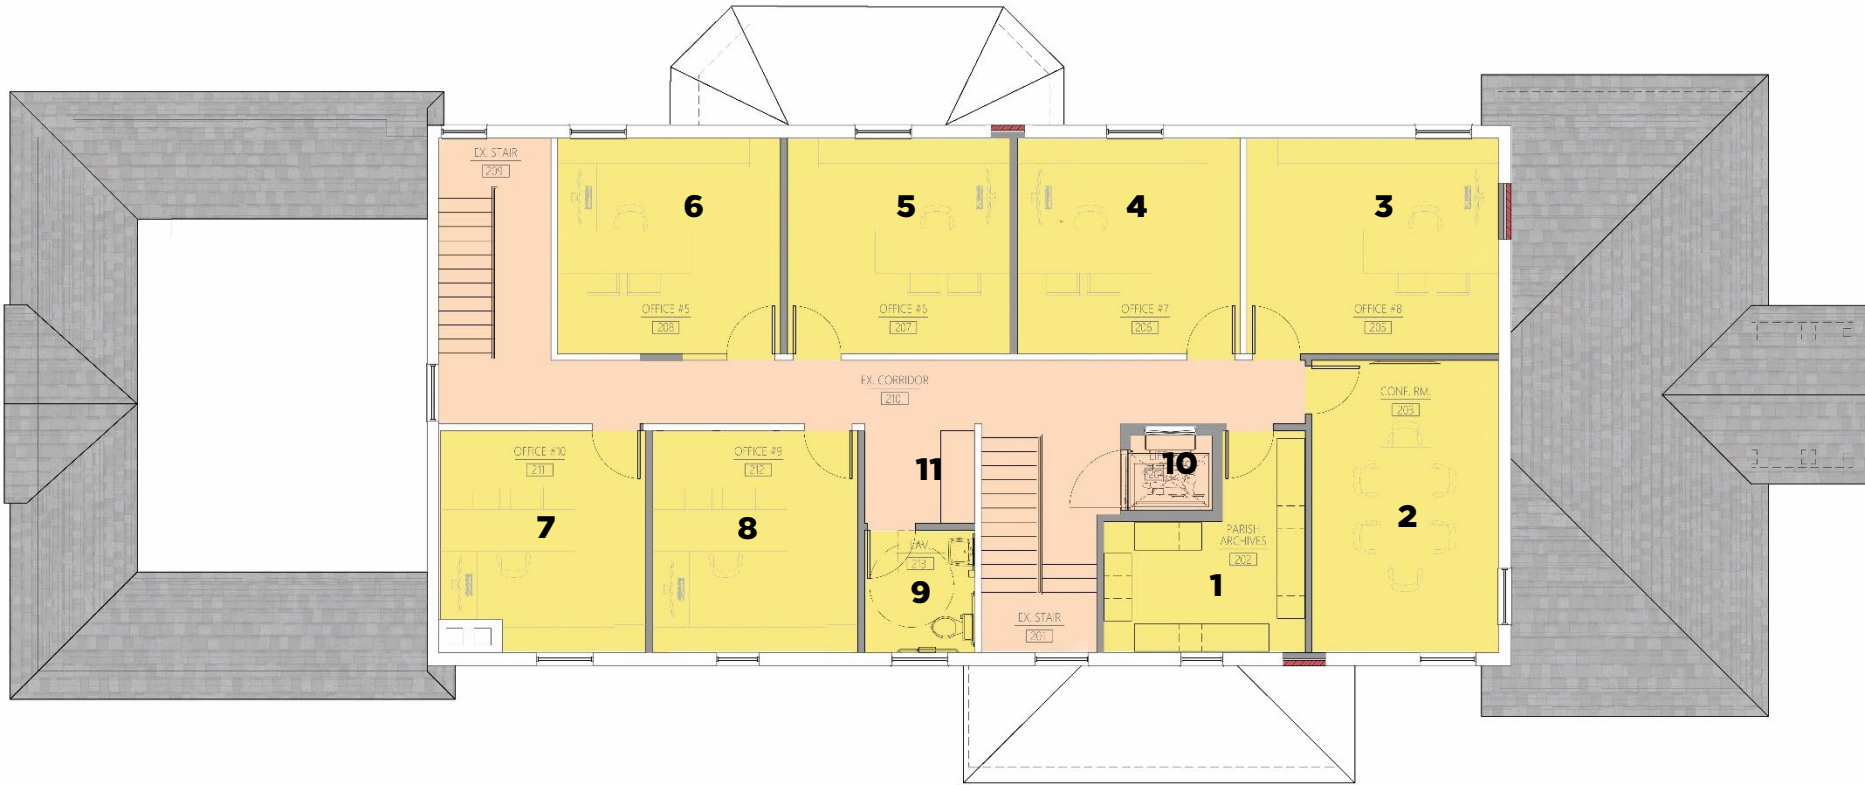 EX. STAIR
209
6
5
4
3
OFFICE #5
208
OFFICE #6
207
OFFICE #7
206
OFFICE #8
205
EX. CORRIDOR
210
CONF. RM.
203
OFFICE #10
211
OFFICE #9
212
11
10
7
8
2
PARISH
ARCHIVES
202
LAV.
213
9
1
EX. STAIR
201